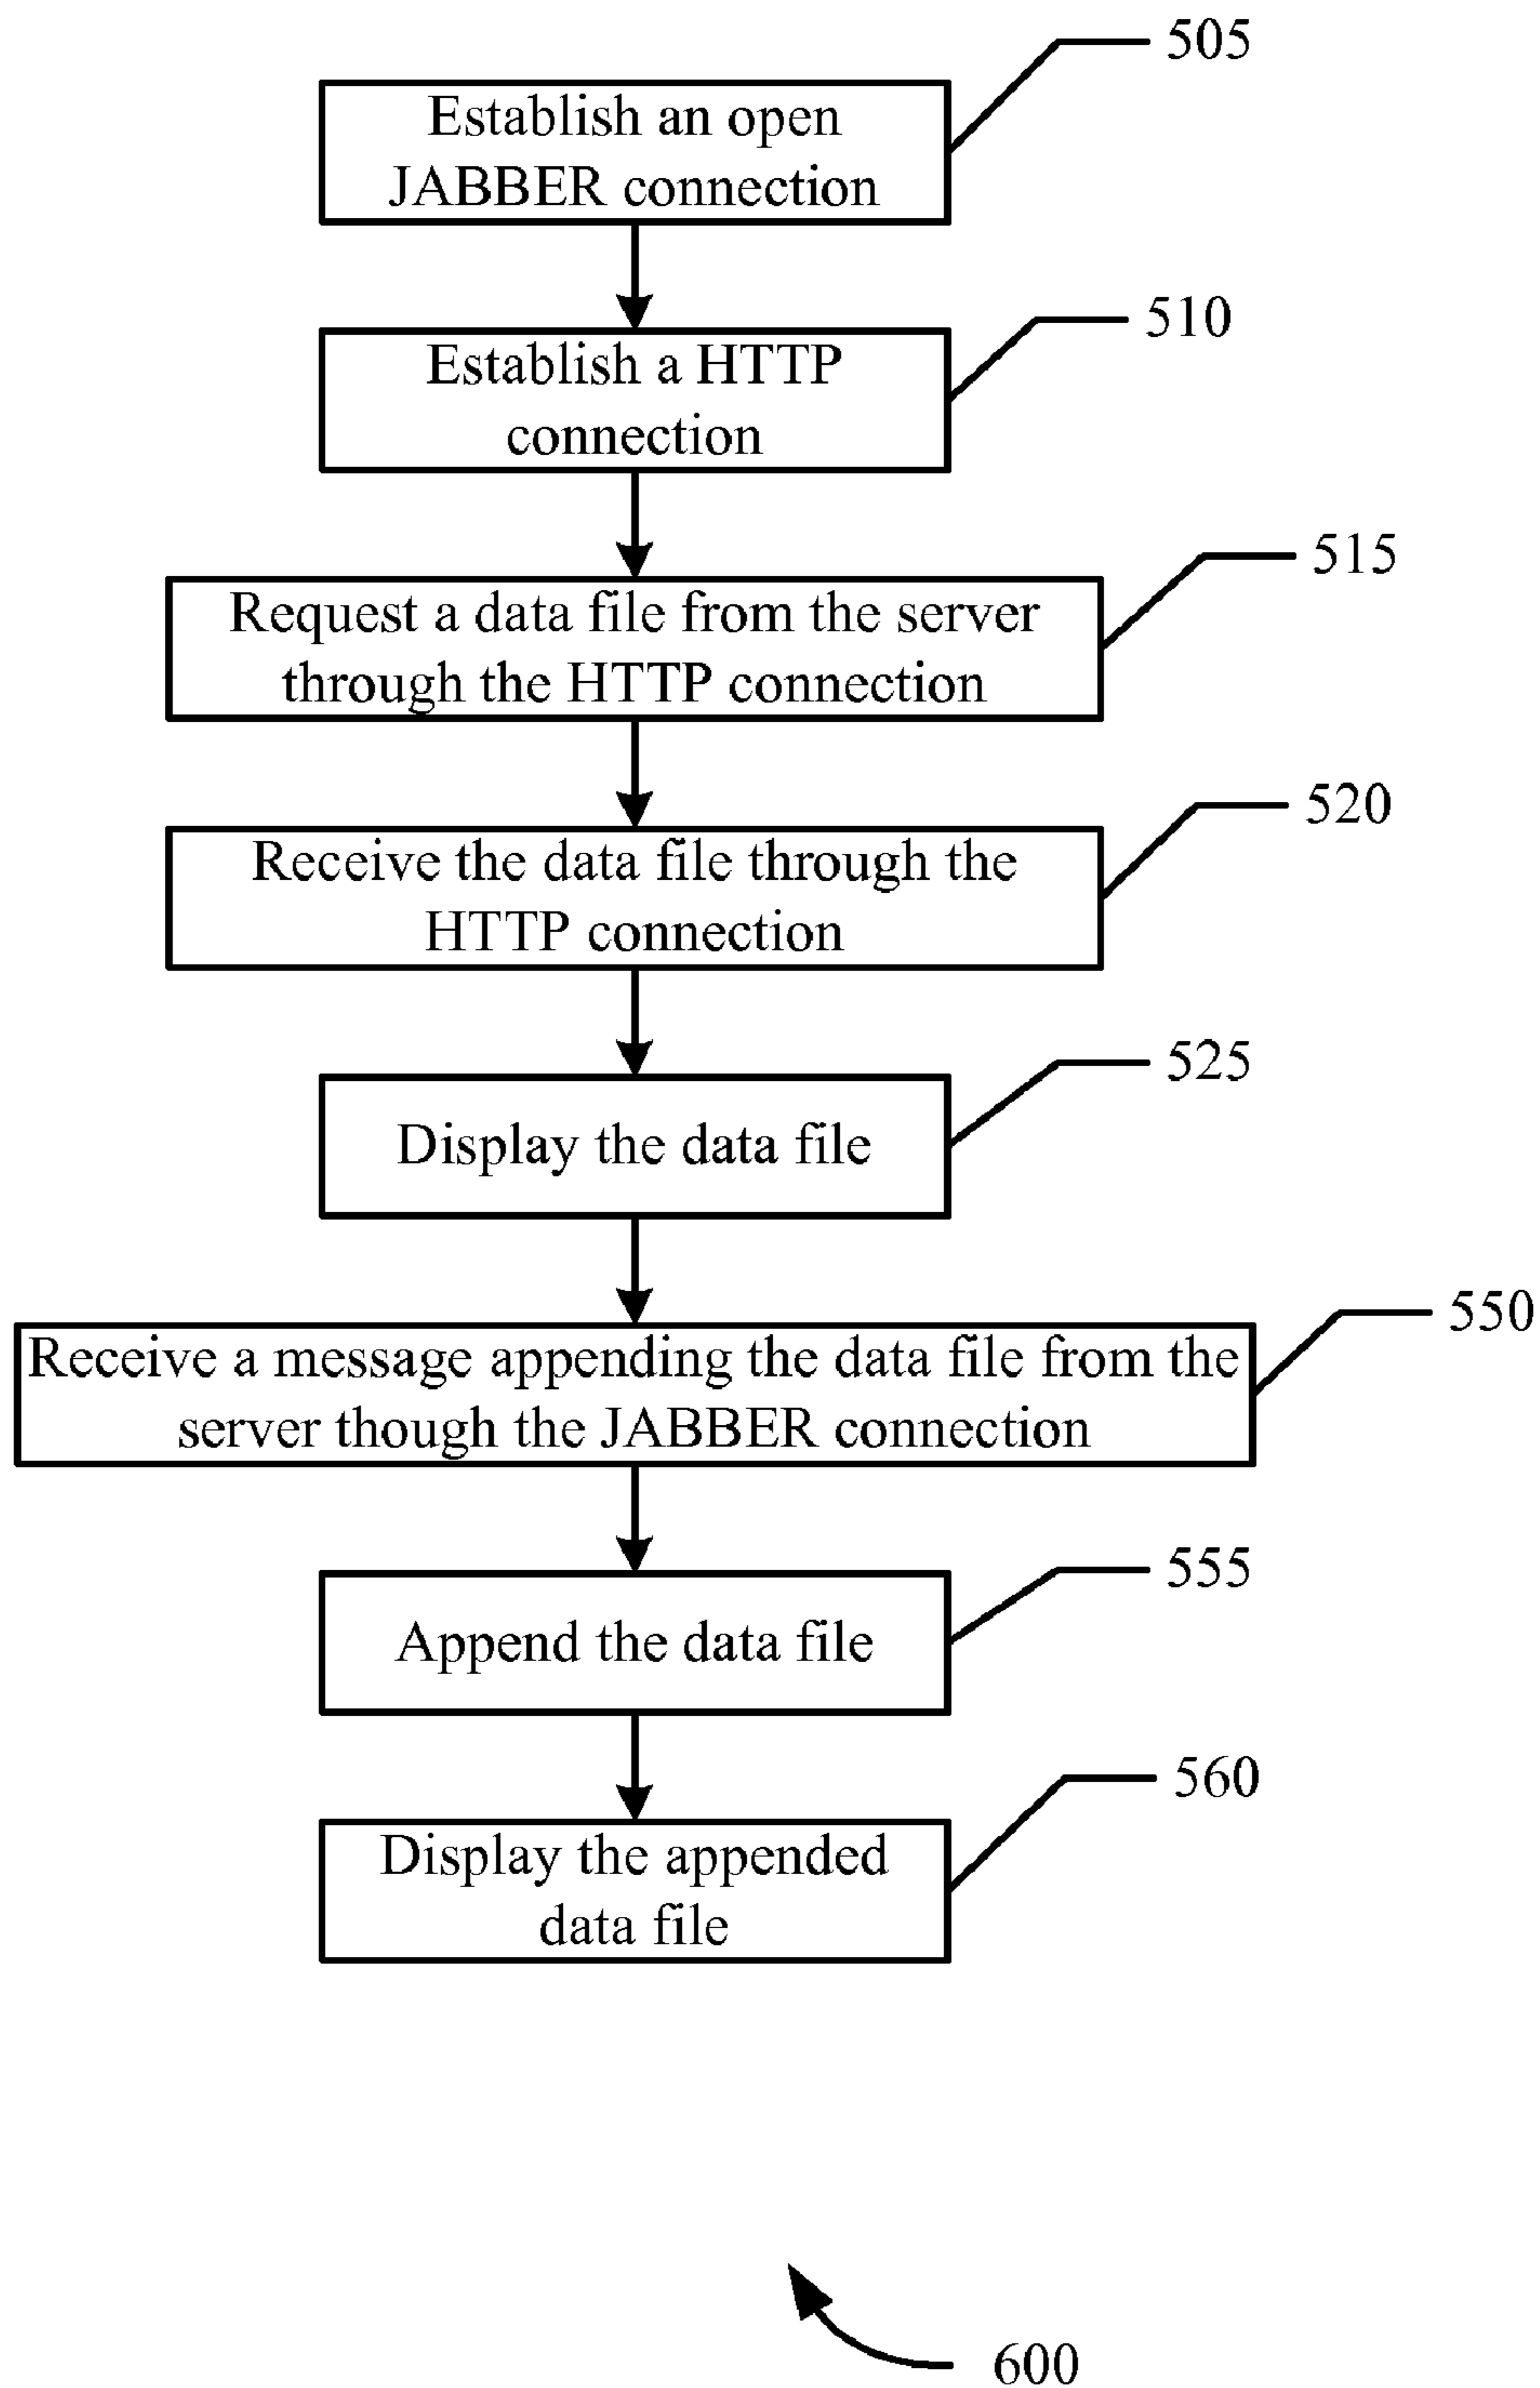 505
Establish an open
JABBER connection
510
Establish a HTTP
connection
515
Request a data file from the server
through the HTTP connection
520
Receive the data file through the
HTTP connection
525
Display the data file
550
Receive a message appending the data file from the
server though the JABBER connection
555
Append the data file
560
Display the appended
data file
600